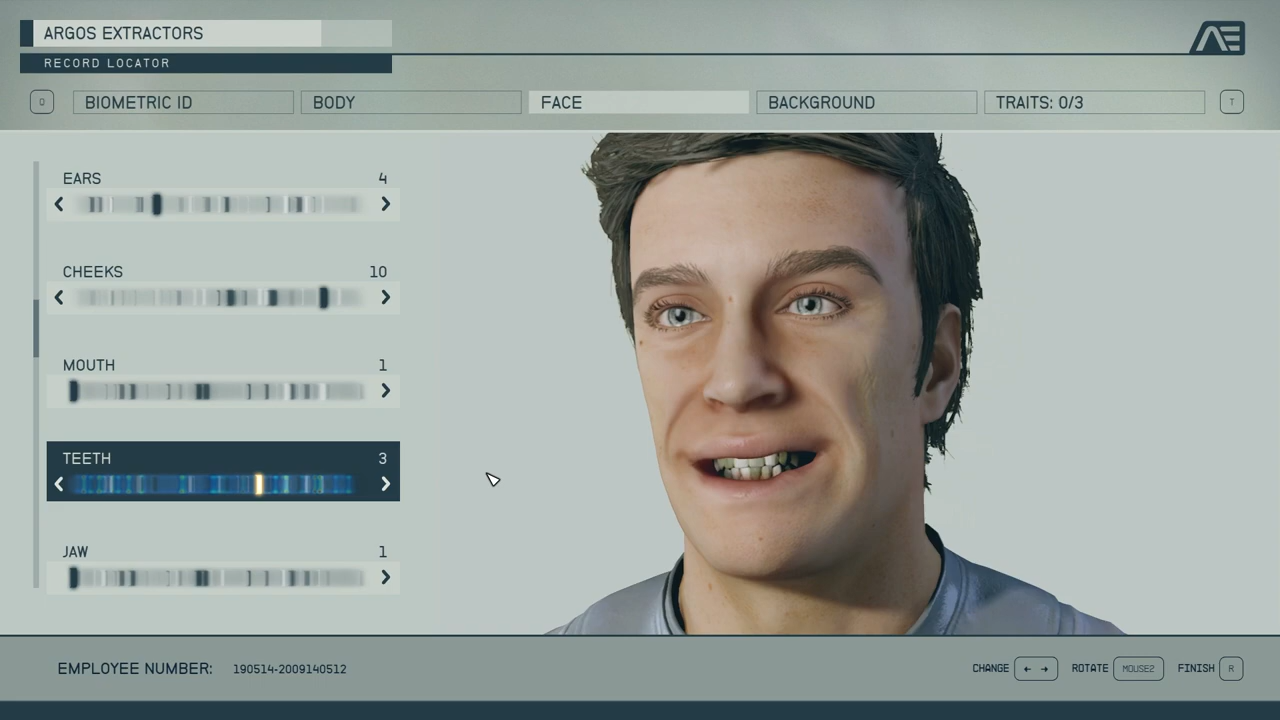 ARGOS EXTRACTORS
RECORD LOCATOR
AE
Q BIOMETRIC ID BODY FACE BACKGROUND TRAITS: 0/3 T
EARS 4
CHEEKS 10
MOUTH 1
TEETH 3
JAW 1
EMPLOYEE NUMBER: 190514-2009140512
CHANGE ROTATE MOUSE2 FINISH R